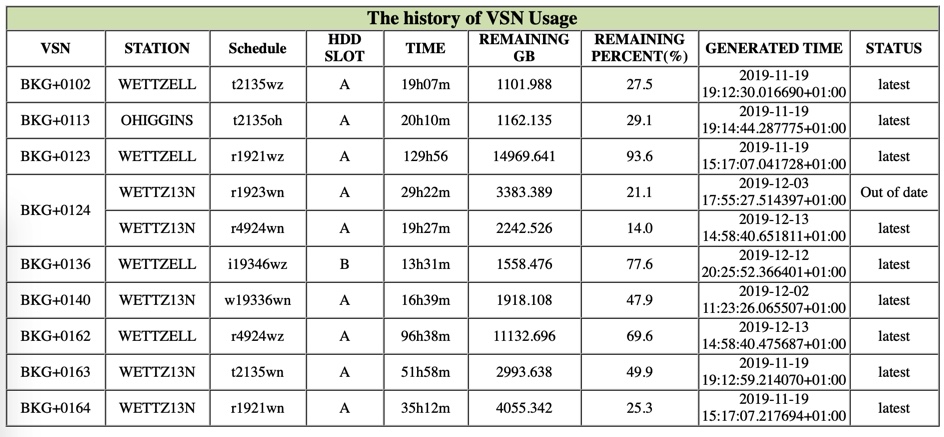 The history of VSN Usage
VSN STATION Schedule HDD SLOT TIME REMAINING GB REMAINING PERCENT(%) GENERATED TIME STATUS
BKG+0102 WETTZELL t2135wz A 19h07m 1101.988 27.5 2019-11-19 19:12:30.016690+01:00 latest
BKG+0113 OHIGGINS t2135oh A 20h10m 1162.135 29.1 2019-11-19 19:14:44.287775+01:00 latest
BKG+0123 WETTZELL r1921wz A 129h56 14969.641 93.6 2019-11-19 15:17:07.041728+01:00 latest
BKG+0124 WETTZ13N r1923wn A 29h22m 3383.389 21.1 2019-12-03 17:55:27.514397+01:00 Out of date
WETTZ13N r4924wn A 19h27m 2242.526 14.0 2019-12-13 14:58:40.651811+01:00 latest
BKG+0136 WETTZELL i19346wz B 13h31m 1558.476 77.6 2019-12-12 20:25:52.366401+01:00 latest
BKG+0140 WETTZ13N w19336wn A 16h39m 1918.108 47.9 2019-12-02 11:23:26.065507+01:00 latest
BKG+0162 WETTZELL r4924wz A 96h38m 11132.696 69.6 2019-12-13 14:58:40.475687+01:00 latest
BKG+0163 WETTZ13N t2135wn A 51h58m 2993.638 49.9 2019-11-19 19:12:59.214070+01:00 latest
BKG+0164 WETTZ13N r1921wn A 35h12m 4055.342 25.3 2019-11-19 15:17:07.217694+01:00 latest